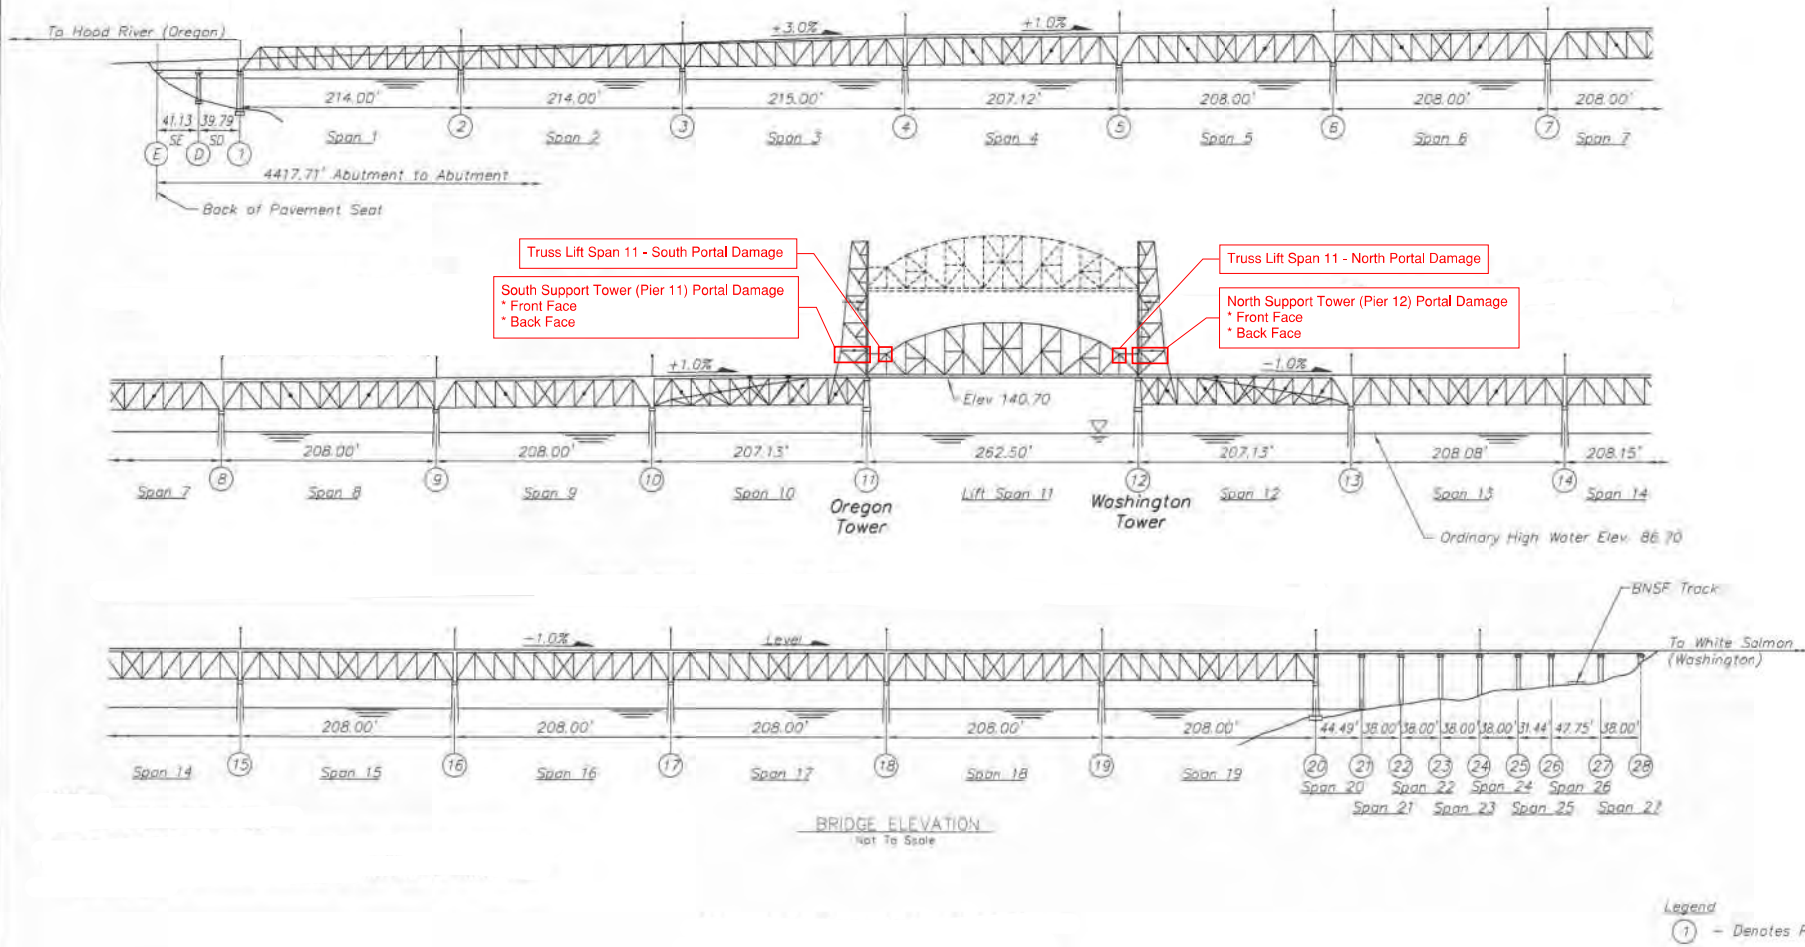 To Hood River (Oregon)
+3.0%
+1.0%
214.00'
214.00'
215.00'
207.12'
208.00'
208.00'
208.00'
41.13
39.79
SE
SD
Span 1
Span 2
Span 3
Span 4
Span 5
Span 6
Span 7
E
D
1
2
3
4
5
6
7
4417.71' Abutment to Abutment
Back of Pavement Seat
Truss Lift Span 11 - South Portal Damage
South Support Tower (Pier 11) Portal Damage
* Front Face
* Back Face
Truss Lift Span 11 - North Portal Damage
North Support Tower (Pier 12) Portal Damage
* Front Face
* Back Face
+1.0%
-1.0%
Elev 140.70
208.00'
208.00'
207.13'
262.50'
207.13'
208.08'
208.15'
Span 7
8
Span 8
9
Span 9
10
Span 10
11
Lift Span 11
12
Span 12
13
Span 13
14
Span 14
Oregon
Tower
Washington
Tower
Ordinary High Water Elev. 86.70
BNSF Track
-1.0%
Level
To White Salmon
(Washington)
208.00'
208.00'
208.00'
208.00'
208.00'
44.49'
38.00'
38.00'
38.00'
38.00'
31.44'
47.75'
38.00'
Span 14
15
Span 15
16
Span 16
17
Span 17
18
Span 18
19
Span 19
20
21
22
23
24
25
26
27
28
Span 20
Span 22
Span 24
Span 26
Span 21
Span 23
Span 25
Span 27
BRIDGE ELEVATION
Not To Scale
Legend
1 - Denotes